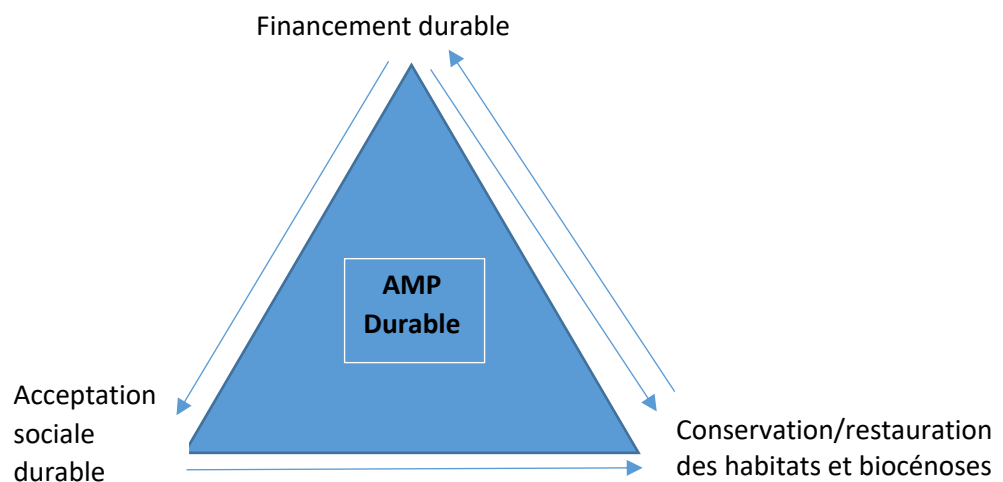 Financement durable
AMP
Durable
Acceptation
sociale
durable
Conservation/restauration
des habitats et biocénoses